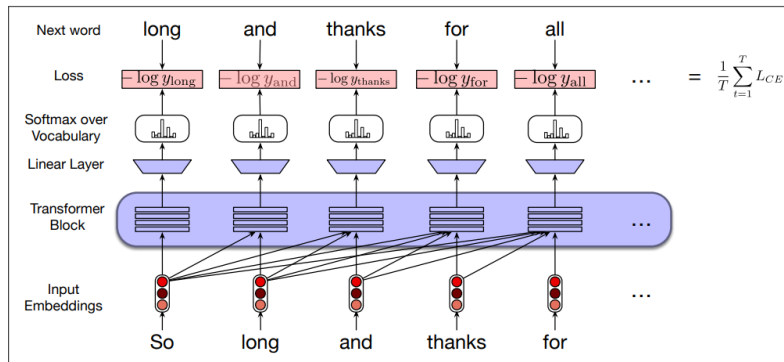 Next word long and thanks for all
Loss − log y_long − log y_and − log y_thanks − log y_for − log y_all ... = 1/T ∑_{t=1}^{T} L_CE
Softmax over
Vocabulary
Linear Layer
Transformer
Block ...
Input
Embeddings ...
So long and thanks for